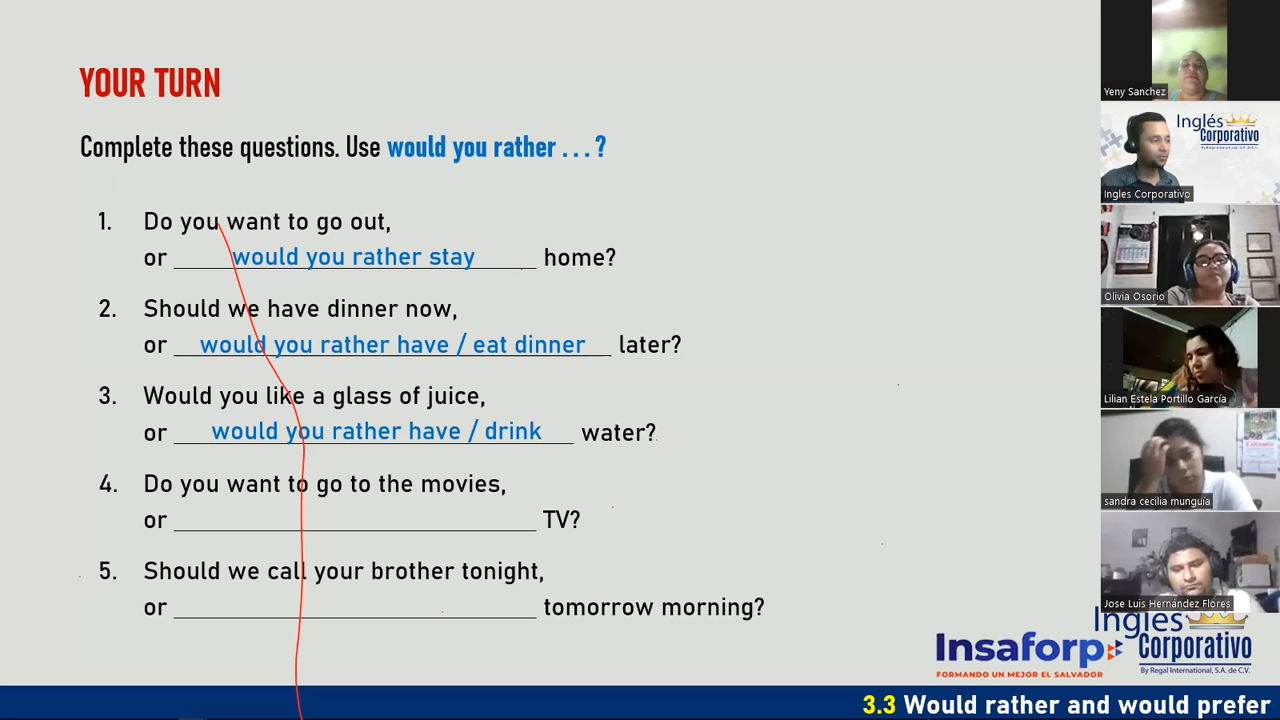 YOUR TURN
Complete these questions. Use would you rather . . . ?
1. Do you want to go out,
or would you rather stay home?
2. Should we have dinner now,
or would you rather have / eat dinner later?
3. Would you like a glass of juice,
or would you rather have / drink water?
4. Do you want to go to the movies,
or ______________________ TV?
5. Should we call your brother tonight,
or ______________________ tomorrow morning?
Insaforp
FORMANDO UN MEJOR EL SALVADOR
Inglés
Corporativo
By Regal International, S.A. de C.V.
3.3 Would rather and would prefer
Yeny Sanchez
Inglés
Corporativo
Ingles Corporativo
Olivia Osorio
Lilian Estela Portillo García
sandra cecilia munguía
Jose Luis Hernández Flores